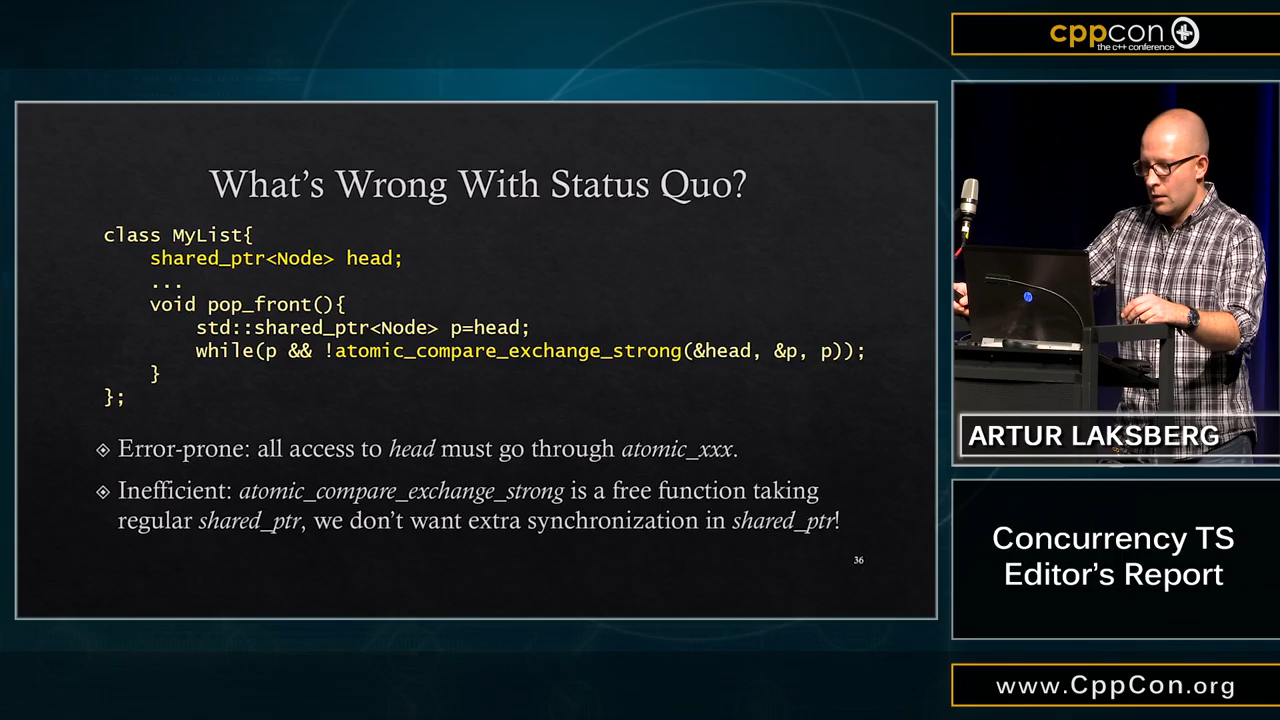 cppcon
the c++ conference
What's Wrong With Status Quo?
class MyList{
shared_ptr<Node> head;
...
void pop_front(){
std::shared_ptr<Node> p=head;
while(p && !atomic_compare_exchange_strong(&head, &p, p));
}
};
Error-prone: all access to head must go through atomic_xxx.
Inefficient: atomic_compare_exchange_strong is a free function taking
regular shared_ptr, we don't want extra synchronization in shared_ptr!
36
ARTUR LAKSBERG
Concurrency TS
Editor's Report
www.CppCon.org